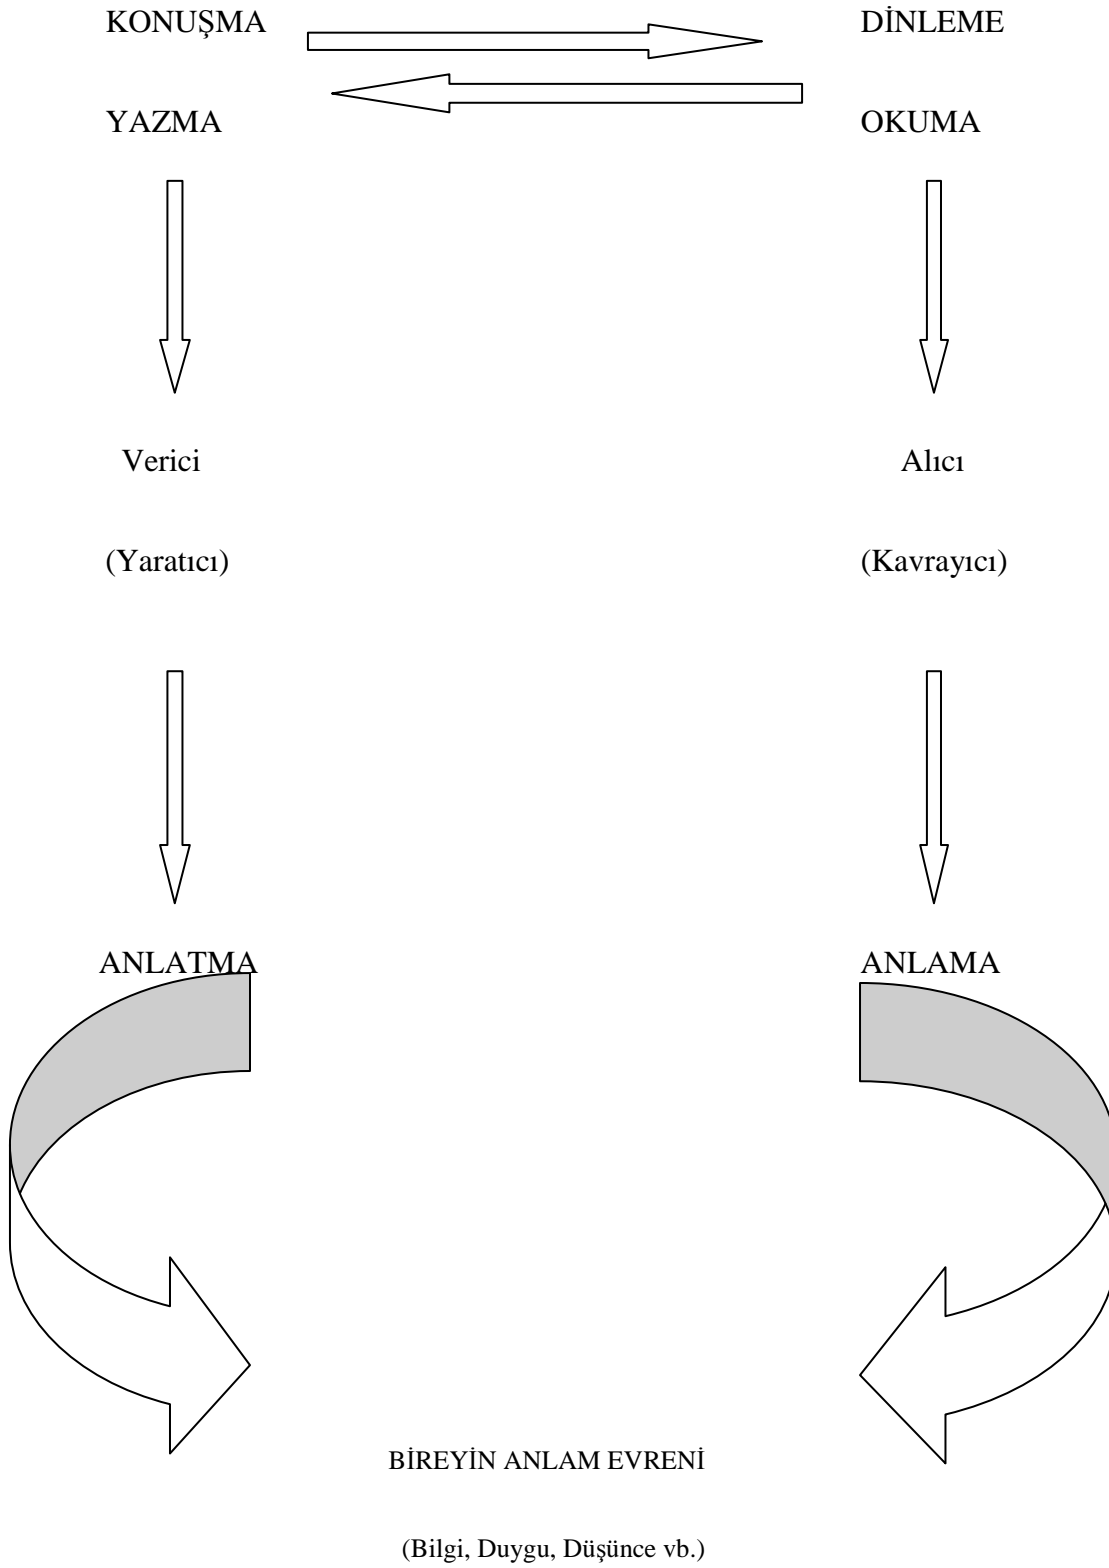 KONUŞMA DİNLEME
YAZMA OKUMA
Verici Alıcı
(Yaratıcı) (Kavrayıcı)
ANLATMA ANLAMA
BİREYİN ANLAM EVRENİ
(Bilgi, Duygu, Düşünce vb.)